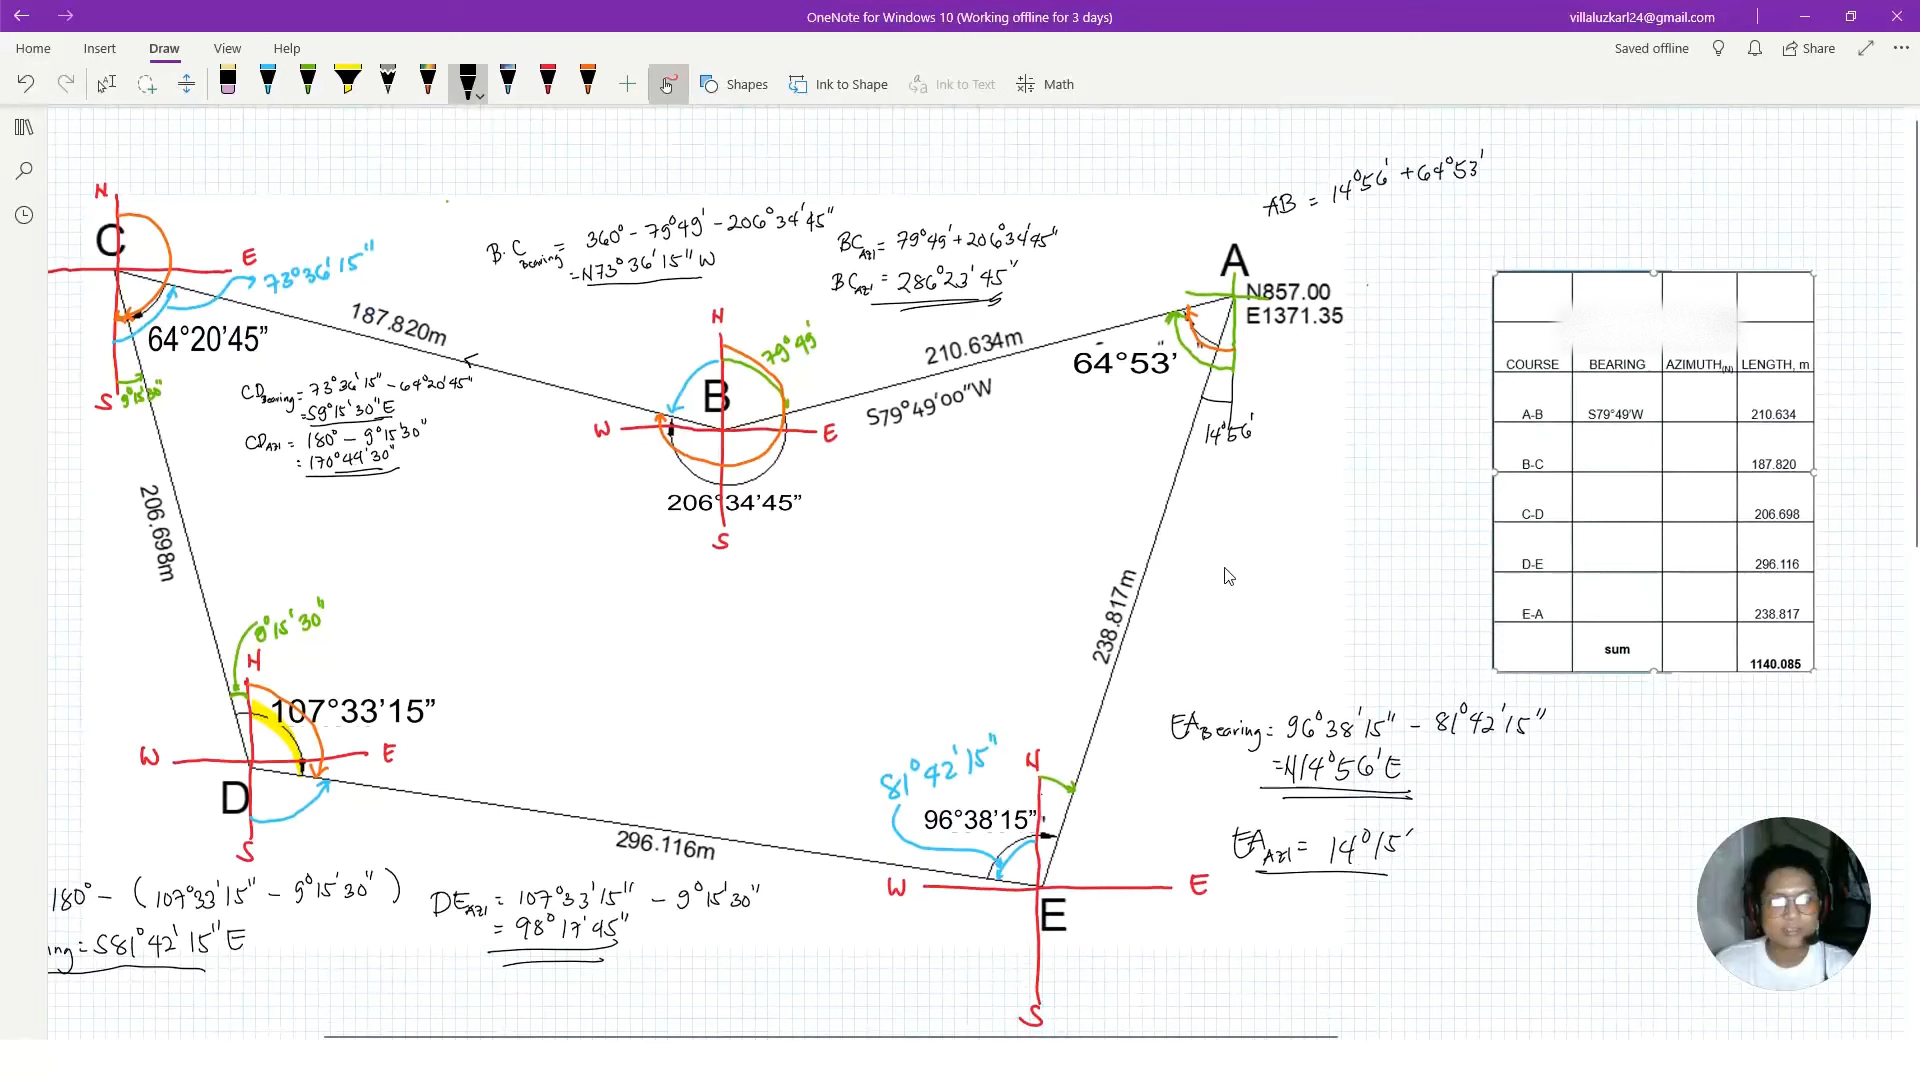 OneNote for Windows 10 (Working offline for 3 days)
villaluzkarl24@gmail.com
Home Insert Draw View Help
Saved offline Share
Shapes Ink to Shape Ink to Text Math
AB = 14°56' + 64°53'
N
C
E
73°36'15"
64°20'45"
S 9°15'30"
187.820m
B.C Bearing = 360° - 79°49' - 206°34'45"
= N73°36'15" W
BC AZI = 79°49' + 206°34'45"
BC AZI = 286°23'45"
A
N857.00
E1371.35
64°53'
14°56'
210.634m
S79°49'00"W
N
79°49'
B
W E
206°34'45"
S
CD Bearing = 73°36'15" - 64°20'45"
= S9°15'30" E
CD AZI = 180° - 9°15'30"
= 170°44'30"
206.698m
238.817m
COURSE BEARING AZIMUTH(N) LENGTH, m
A-B S79°49'W 210.634
B-C 187.820
C-D 206.698
D-E 296.116
E-A 238.817
sum
1140.085
9°15'30"
N
107°33'15"
W E
D
S
296.116m
81°42'15"
N
96°38'15"
W E
E
S
EA Bearing = 96°38'15" - 81°42'15"
= N14°56'E
EA AZI = 14°15'
180° - (107°33'15" - 9°15'30")
ing = S81°42'15"E
DE AZI = 107°33'15" - 9°15'30"
= 98°17'45"